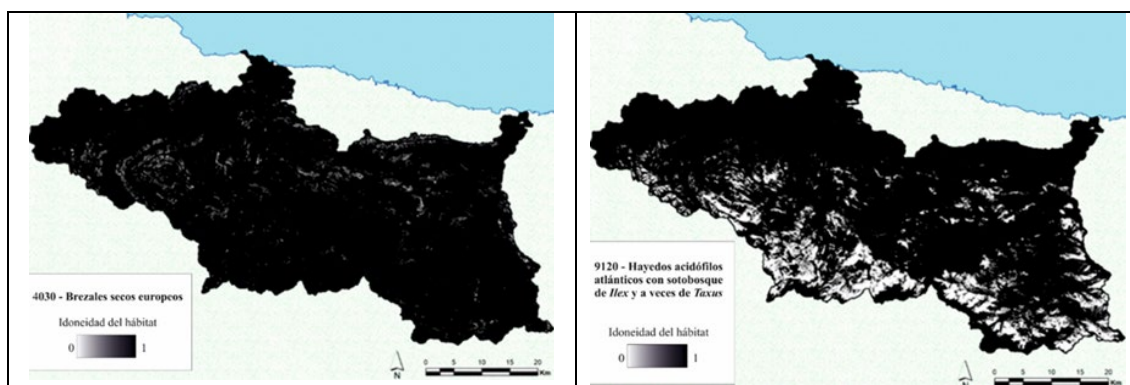 4030 - Brezales secos europeos
Idoneidad del hábitat
0 1
N
0 5 10 15 20
Km
9120 - Hayedos acidófilos
atlánticos con sotobosque
de Ilex y a veces de Taxus
Idoneidad del hábitat
0 1
N
0 5 10 15 20
Km